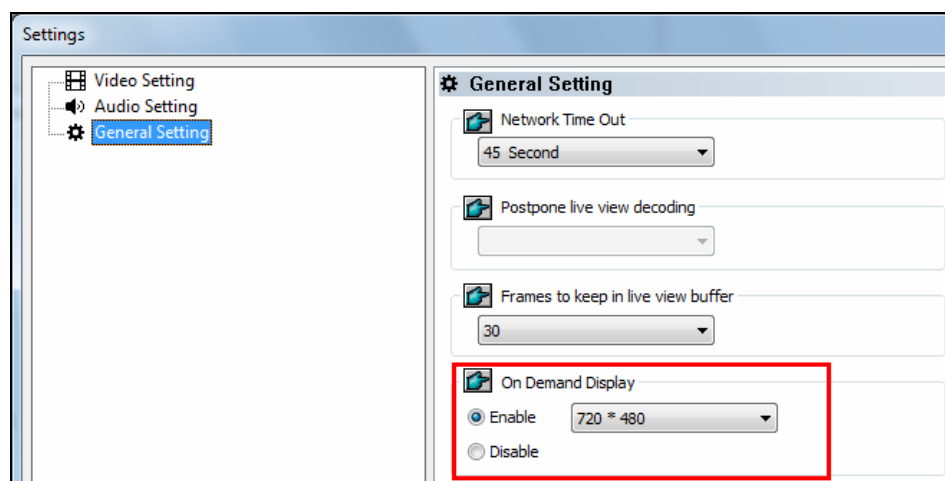 Settings
Video Setting
Audio Setting
General Setting
General Setting
Network Time Out
45 Second
Postpone live view decoding
Frames to keep in live view buffer
30
On Demand Display
Enable 720 * 480
Disable